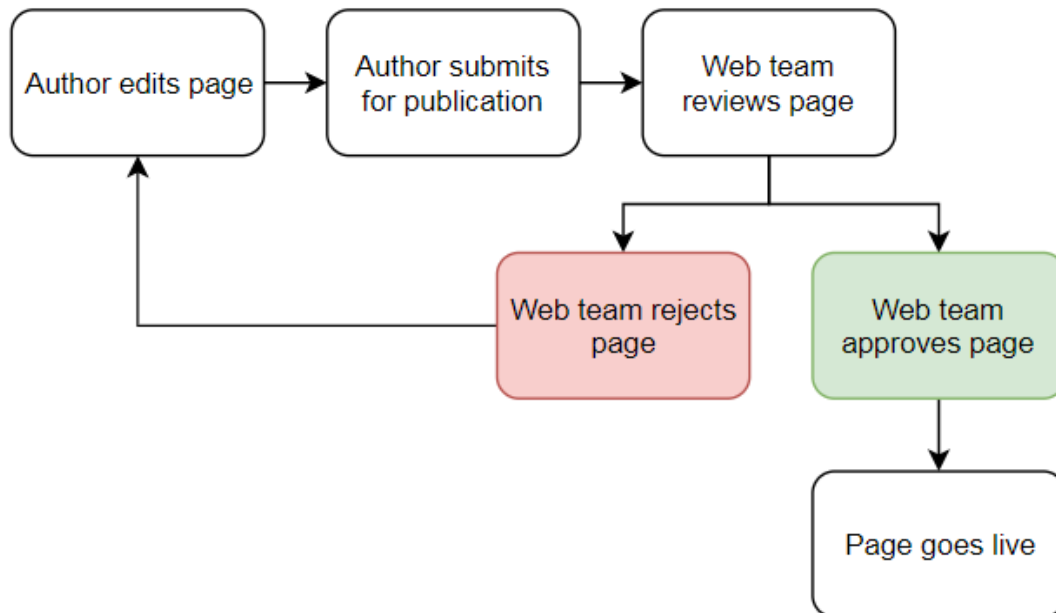 Author edits page
Author submits
for publication
Web team
reviews page
Web team rejects
page
Web team
approves page
Page goes live